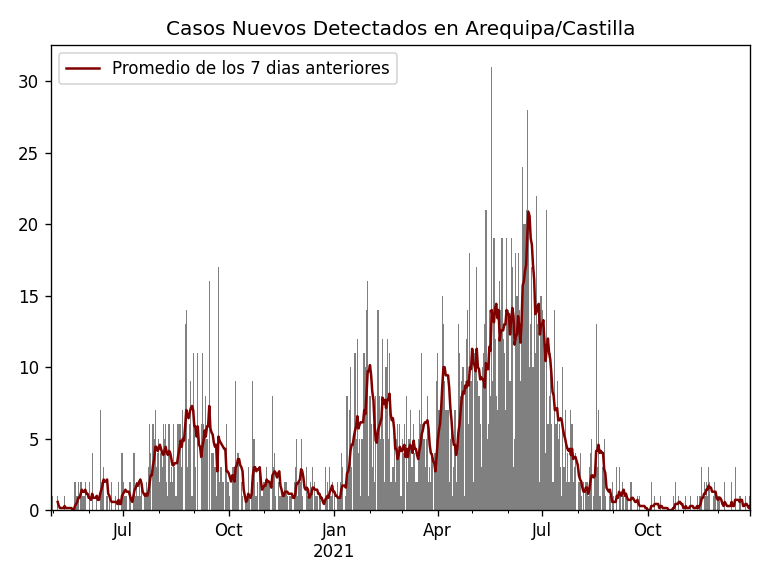 Casos Nuevos Detectados en Arequipa/Castilla
Promedio de los 7 dias anteriores
30
25
20
15
10
5
0
Jul
Oct
Jan
2021
Apr
Jul
Oct